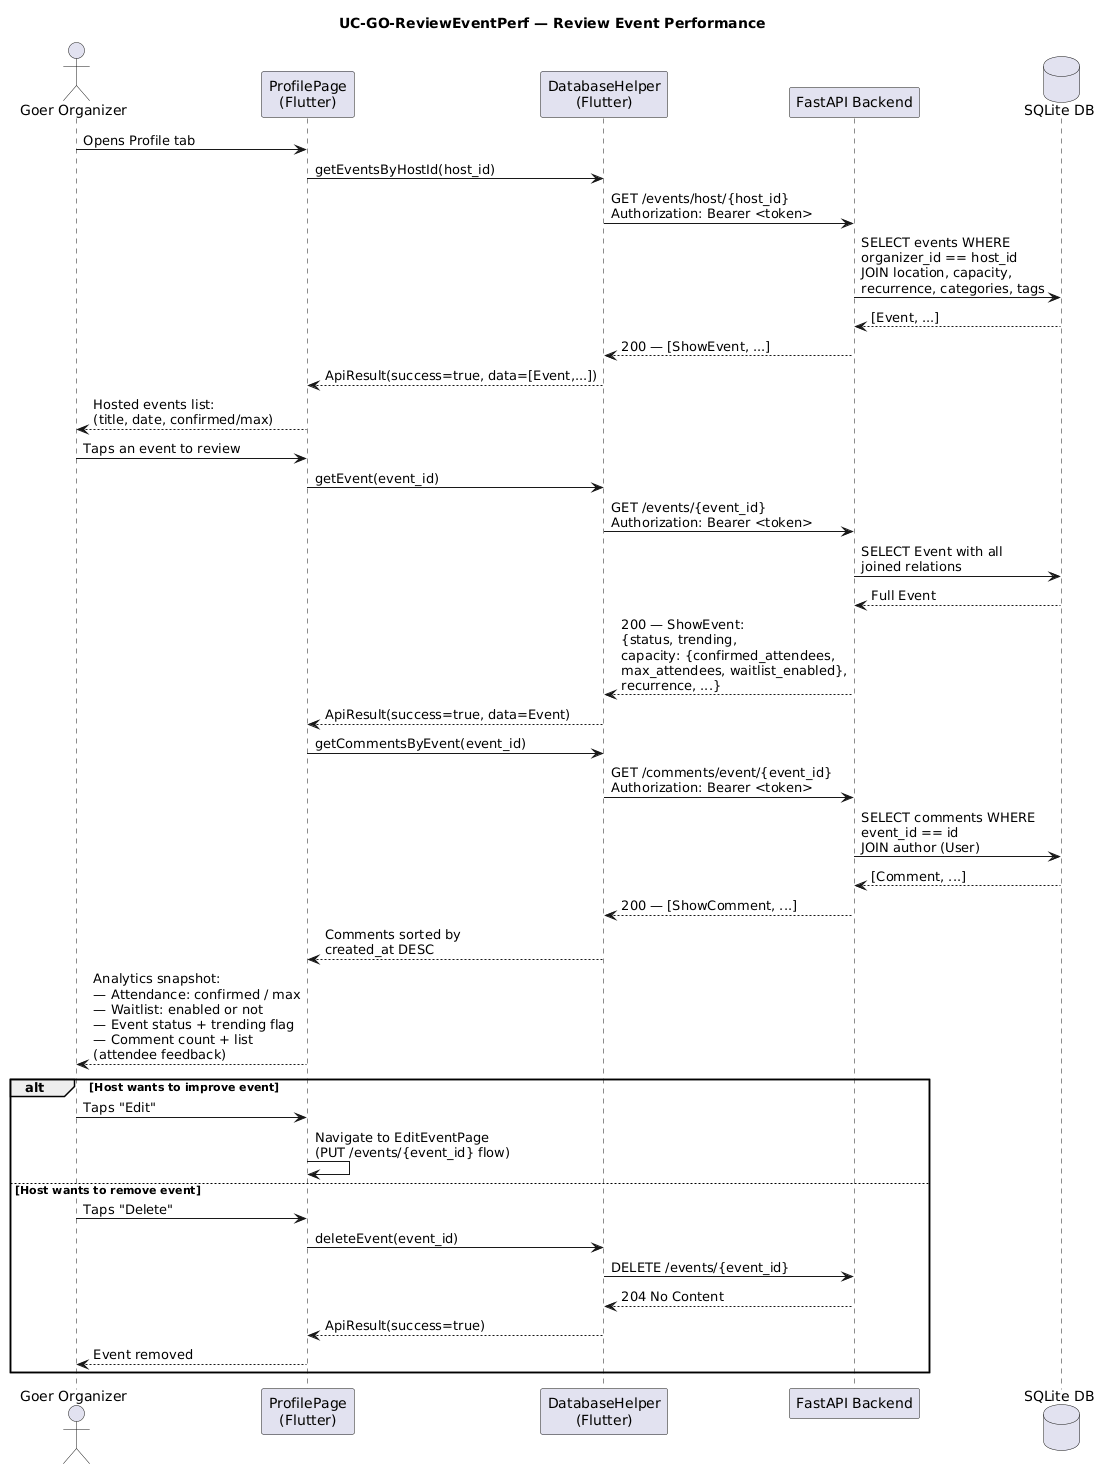 UC-GO-ReviewEventPerf — Review Event Performance
Goer Organizer
ProfilePage
(Flutter)
DatabaseHelper
(Flutter)
FastAPI Backend
SQLite DB
Opens Profile tab
getEventsByHostId(host_id)
GET /events/host/{host_id}
Authorization: Bearer <token>
SELECT events WHERE
organizer_id == host_id
JOIN location, capacity,
recurrence, categories, tags
[Event, ...]
200 — [ShowEvent, ...]
ApiResult(success=true, data=[Event,...])
Hosted events list:
(title, date, confirmed/max)
Taps an event to review
getEvent(event_id)
GET /events/{event_id}
Authorization: Bearer <token>
SELECT Event with all
joined relations
Full Event
200 — ShowEvent:
{status, trending,
capacity: {confirmed_attendees,
max_attendees, waitlist_enabled},
recurrence, ...}
ApiResult(success=true, data=Event)
getCommentsByEvent(event_id)
GET /comments/event/{event_id}
Authorization: Bearer <token>
SELECT comments WHERE
event_id == id
JOIN author (User)
[Comment, ...]
200 — [ShowComment, ...]
Comments sorted by
created_at DESC
Analytics snapshot:
— Attendance: confirmed / max
— Waitlist: enabled or not
— Event status + trending flag
— Comment count + list
(attendee feedback)
alt [Host wants to improve event]
Taps "Edit"
Navigate to EditEventPage
(PUT /events/{event_id} flow)
[Host wants to remove event]
Taps "Delete"
deleteEvent(event_id)
DELETE /events/{event_id}
204 No Content
ApiResult(success=true)
Event removed
Goer Organizer
ProfilePage
(Flutter)
DatabaseHelper
(Flutter)
FastAPI Backend
SQLite DB